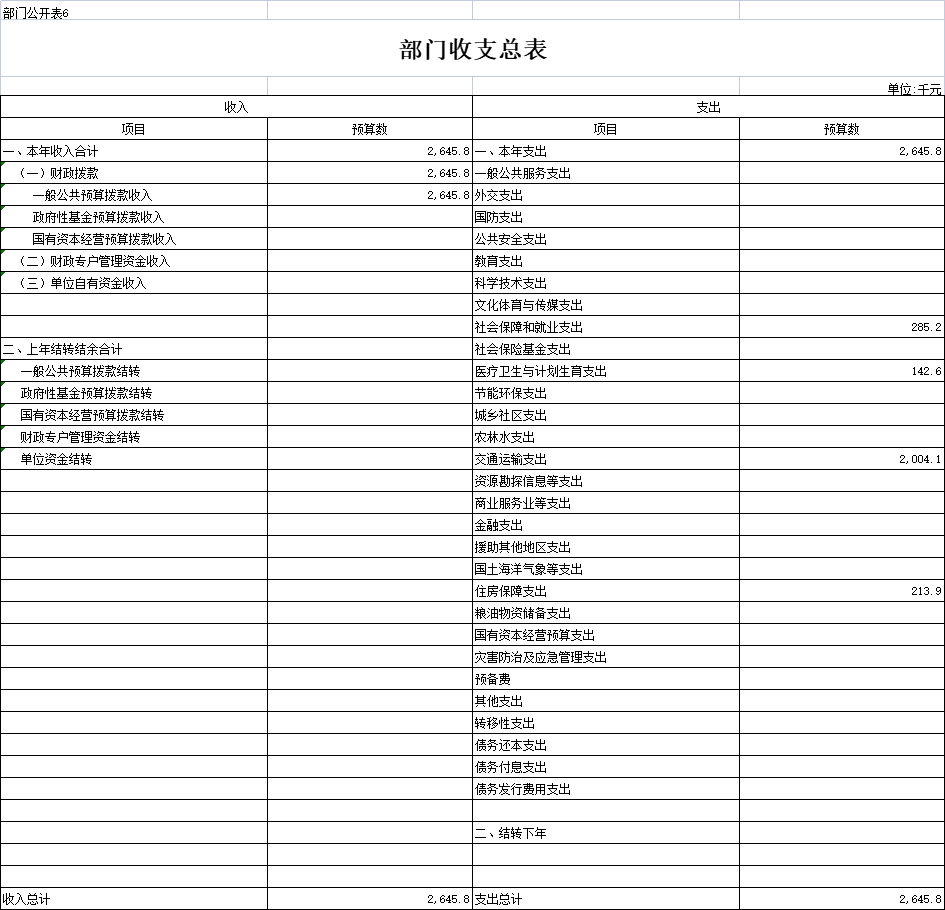 部门公开表6
部门收支总表
单位:千元
收入 支出
项目 预算数 项目 预算数
一、本年收入合计 2,645.8 一、本年支出 2,645.8
（一）财政拨款 2,645.8 一般公共服务支出
一般公共预算拨款收入 2,645.8 外交支出
政府性基金预算拨款收入 国防支出
国有资本经营预算拨款收入 公共安全支出
（二）财政专户管理资金收入 教育支出
（三）单位自有资金收入 科学技术支出
文化体育与传媒支出
社会保障和就业支出 285.2
二、上年结转结余合计 社会保险基金支出
一般公共预算拨款结转 医疗卫生与计划生育支出 142.6
政府性基金预算拨款结转 节能环保支出
国有资本经营预算拨款结转 城乡社区支出
财政专户管理资金结转 农林水支出
单位资金结转 交通运输支出 2,004.1
资源勘探信息等支出
商业服务业等支出
金融支出
援助其他地区支出
国土海洋气象等支出
住房保障支出 213.9
粮油物资储备支出
国有资本经营预算支出
灾害防治及应急管理支出
预备费
其他支出
转移性支出
债务还本支出
债务付息支出
债务发行费用支出
二、结转下年
收入总计 2,645.8 支出总计 2,645.8